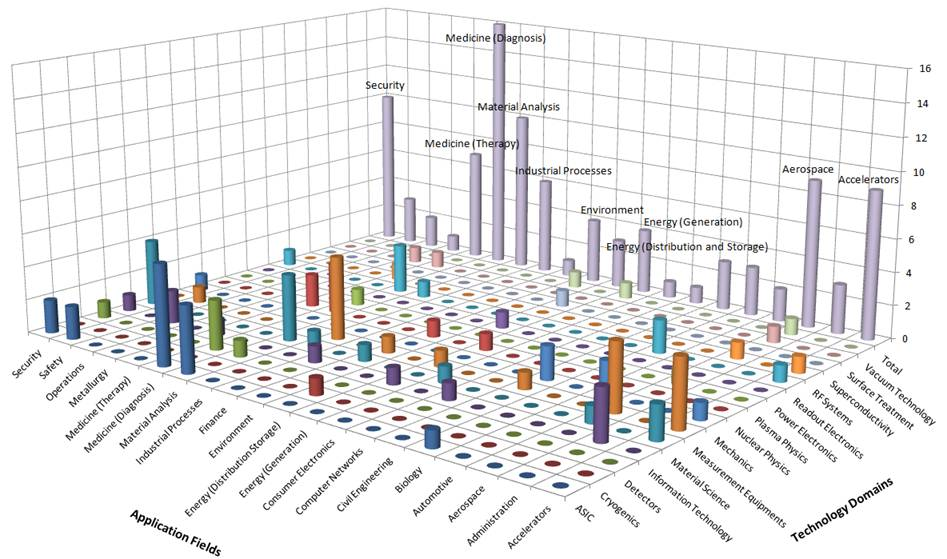 Medicine (Diagnosis)
Security
Material Analysis
Medicine (Therapy)
Industrial Processes
Aerospace
Accelerators
Environment
Energy (Generation)
Energy (Distribution and Storage)
16
14
12
10
8
6
4
2
0
Security
Safety
Operations
Metallurgy
Medicine (Therapy)
Medicine (Diagnosis)
Material Analysis
Industrial Processes
Finance
Environment
Energy (Distribution Storage)
Energy (Generation)
Consumer Electronics
Computer Networks
Civil Engineering
Biology
Automotive
Aerospace
Administration
Accelerators
Application Fields
Total
Vacuum Technology
Surface Treatment
Superconductivity
RF Systems
Readout Electronics
Power Electronics
Plasma Physics
Nuclear Physics
Mechanics
Measurement Equipments
Material Science
Information Technology
Detectors
Cryogenics
ASIC
Technology Domains